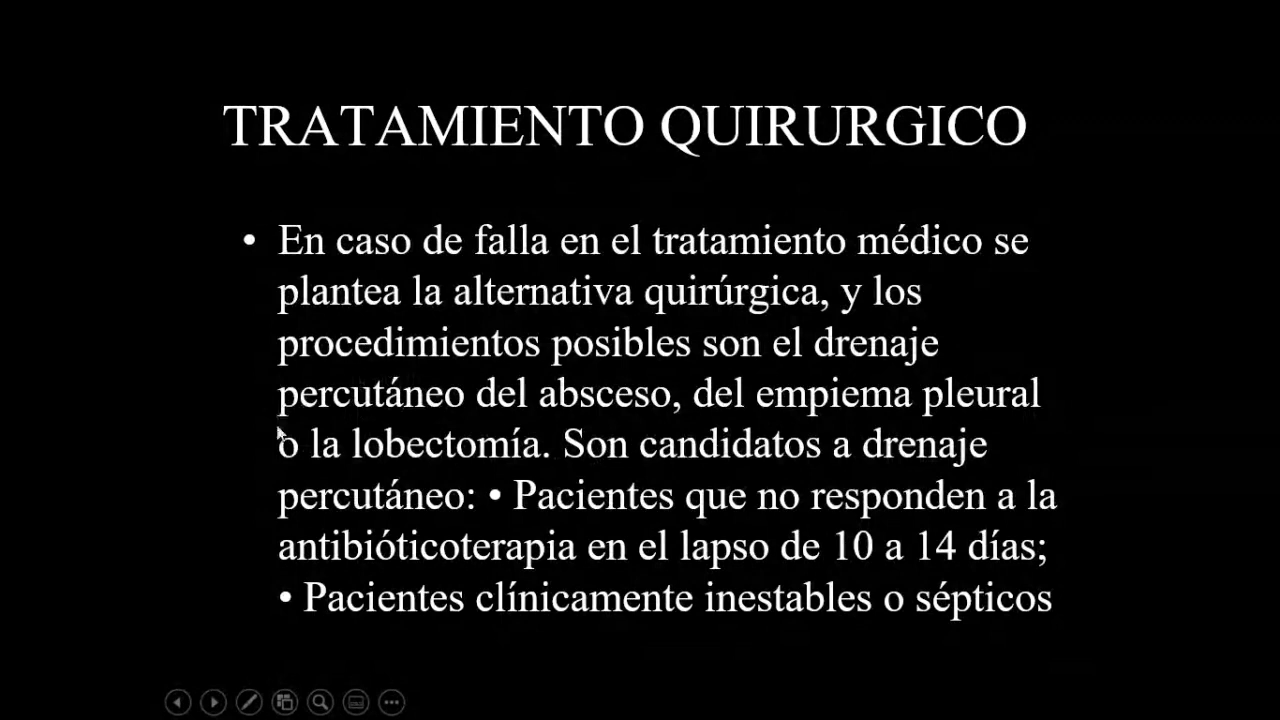 TRATAMIENTO QUIRURGICO
• En caso de falla en el tratamiento médico se
plantea la alternativa quirúrgica, y los
procedimientos posibles son el drenaje
percutáneo del absceso, del empiema pleural
o la lobectomía. Son candidatos a drenaje
percutáneo: • Pacientes que no responden a la
antibióticoterapia en el lapso de 10 a 14 días;
• Pacientes clínicamente inestables o sépticos